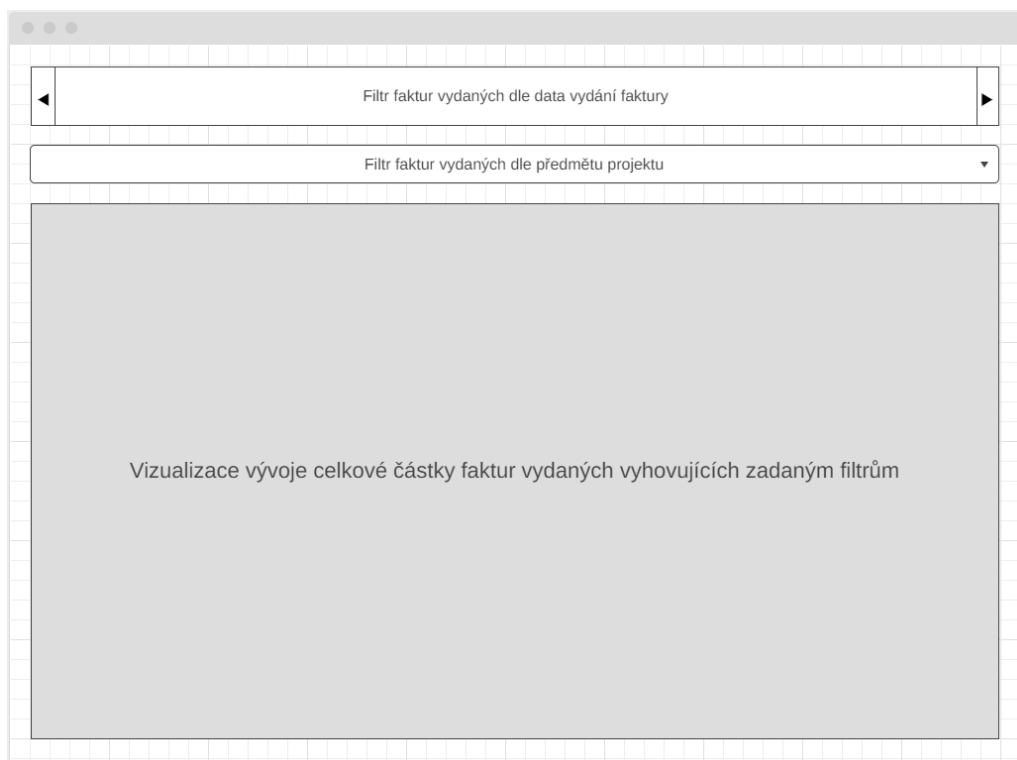 Filtr faktur vydaných dle data vydání faktury
Filtr faktur vydaných dle předmětu projektu
Vizualizace vývoje celkové částky faktur vydaných vyhovujících zadaným filtrům